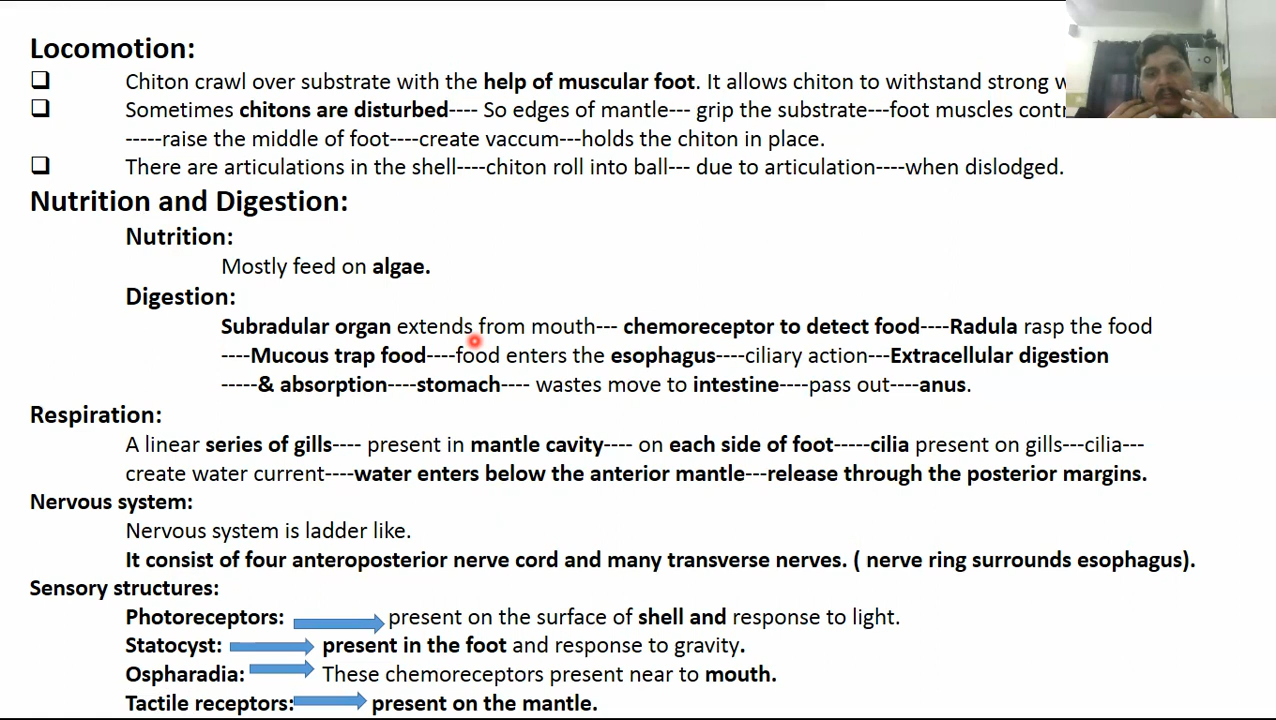 Locomotion:
❑ Chiton crawl over substrate with the help of muscular foot. It allows chiton to withstand strong
❑ Sometimes chitons are disturbed---- So edges of mantle--- grip the substrate---foot muscles
-----raise the middle of foot----create vaccum---holds the chiton in place.
❑ There are articulations in the shell----chiton roll into ball--- due to articulation----when dislodged.
Nutrition and Digestion:
Nutrition:
Mostly feed on algae.
Digestion:
Subradular organ extends from mouth--- chemoreceptor to detect food----Radula rasp the food
----Mucous trap food----food enters the esophagus----ciliary action---Extracellular digestion
-----& absorption----stomach---- wastes move to intestine----pass out----anus.
Respiration:
A linear series of gills---- present in mantle cavity---- on each side of foot-----cilia present on gills---cilia---
create water current----water enters below the anterior mantle---release through the posterior margins.
Nervous system:
Nervous system is ladder like.
It consist of four anteroposterior nerve cord and many transverse nerves. ( nerve ring surrounds esophagus).
Sensory structures:
Photoreceptors: present on the surface of shell and response to light.
Statocyst: present in the foot and response to gravity.
Ospharadia: These chemoreceptors present near to mouth.
Tactile receptors: present on the mantle.